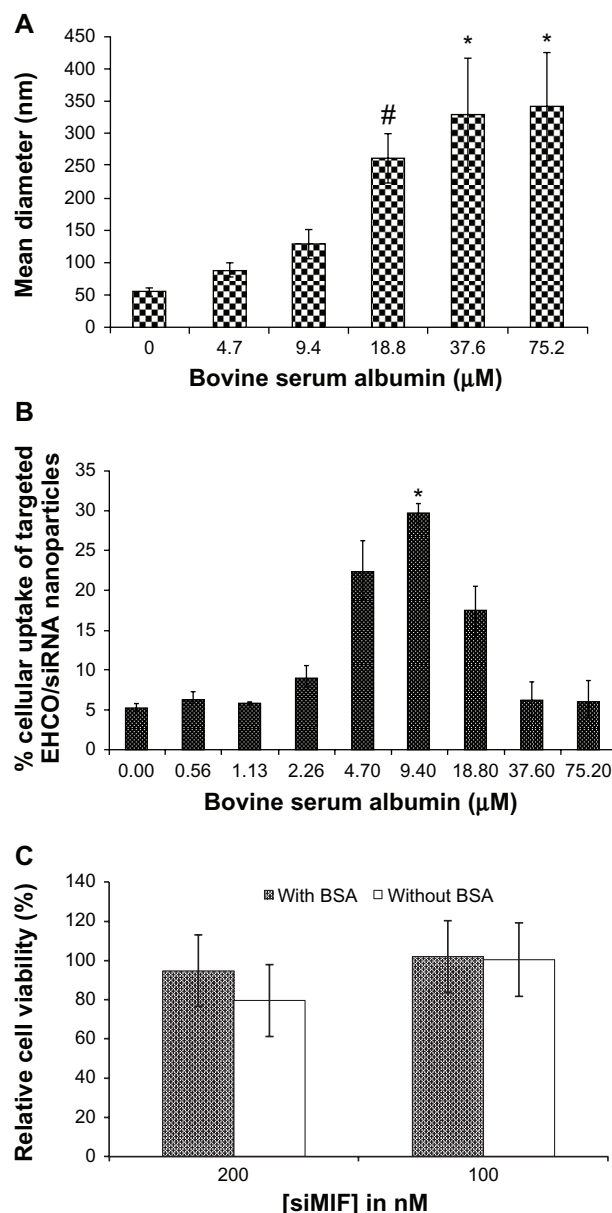 A
Mean diameter (nm)
450
400
350
300
250
200
150
100
50
0
#
*
*
0 4.7 9.4 18.8 37.6 75.2
Bovine serum albumin (μM)
B
% cellular uptake of targeted
EHCO/siRNA nanoparticles
35
30
25
20
15
10
5
0
*
0.00 0.56 1.13 2.26 4.70 9.40 18.80 37.60 75.20
Bovine serum albumin (μM)
C
Relative cell viability (%)
140
120
100
80
60
40
20
0
With BSA Without BSA
200 100
[siMIF] in nM